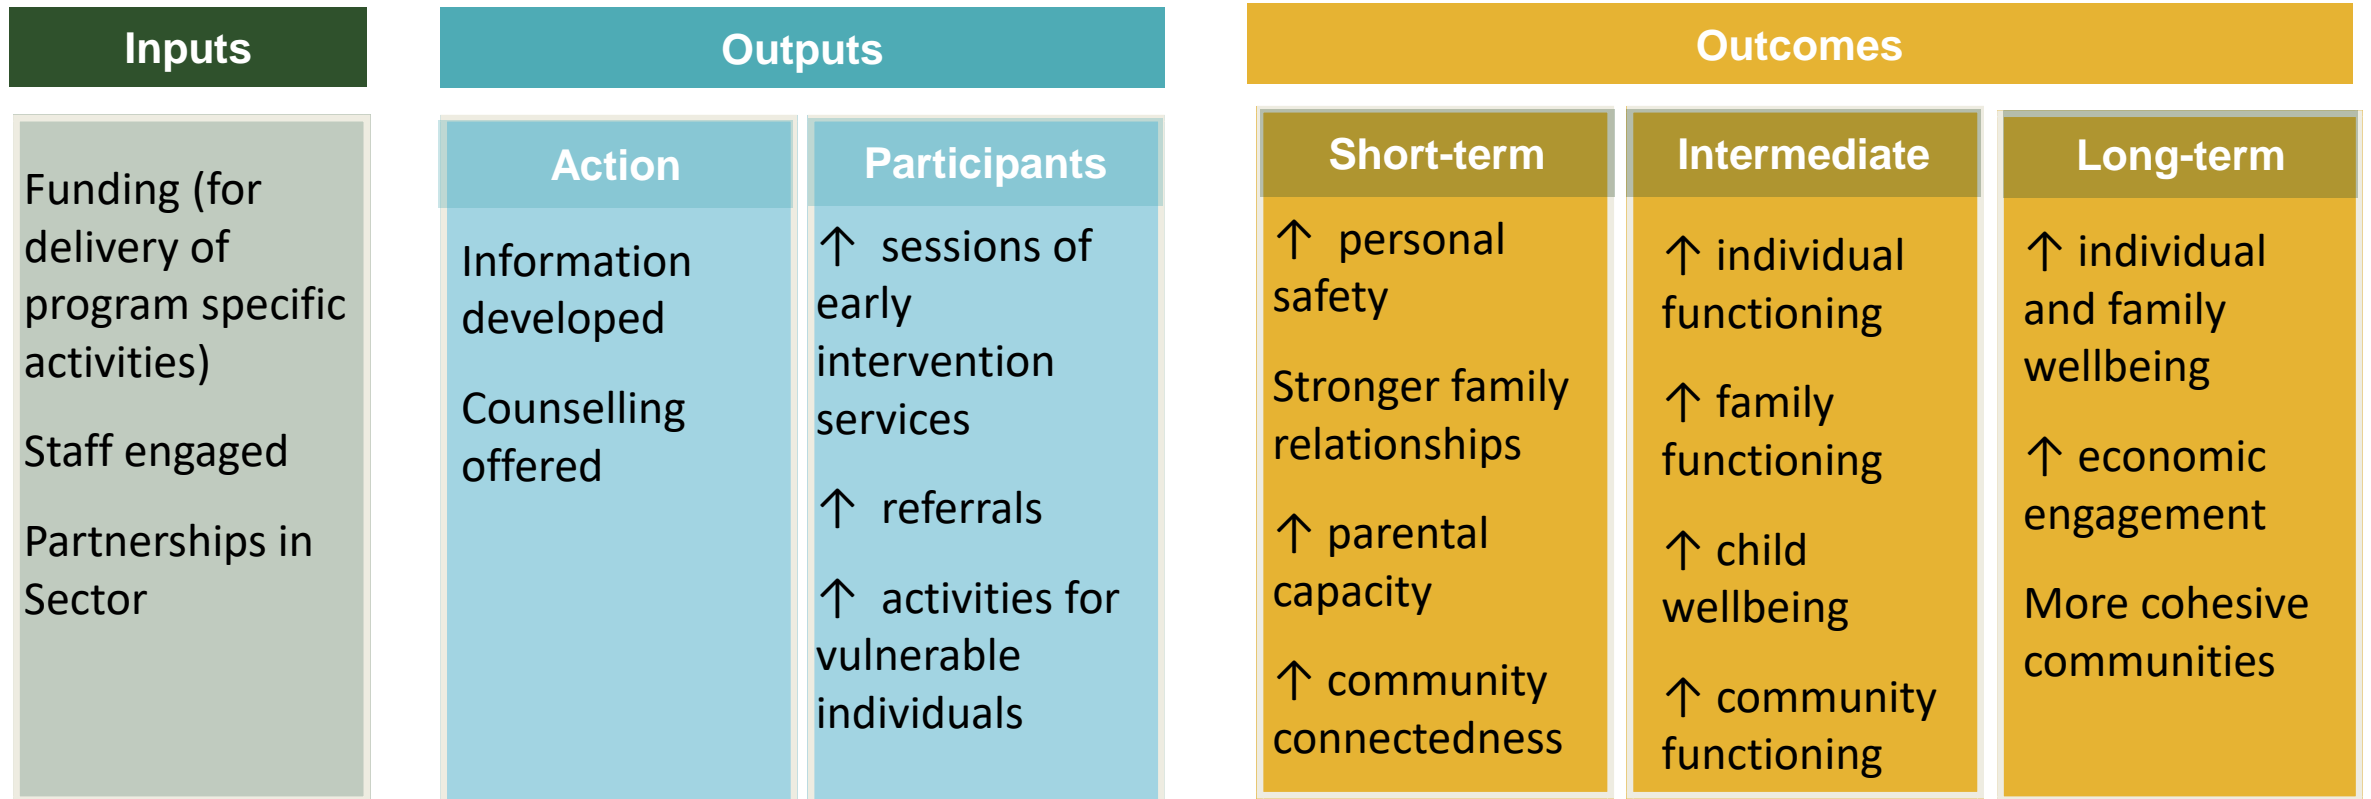 Inputs
Funding (for
delivery of
program specific
activities)
Staff engaged
Partnerships in
Sector
Outputs
Action
Information
developed
Counselling
offered
Participants
↑ sessions of
early
intervention
services
↑ referrals
↑ activities for
vulnerable
individuals
Outcomes
Short-term
↑ personal
safety
Stronger family
relationships
↑ parental
capacity
↑ community
connectedness
Intermediate
↑ individual
functioning
↑ family
functioning
↑ child
wellbeing
↑ community
functioning
Long-term
↑ individual
and family
wellbeing
↑ economic
engagement
More cohesive
communities